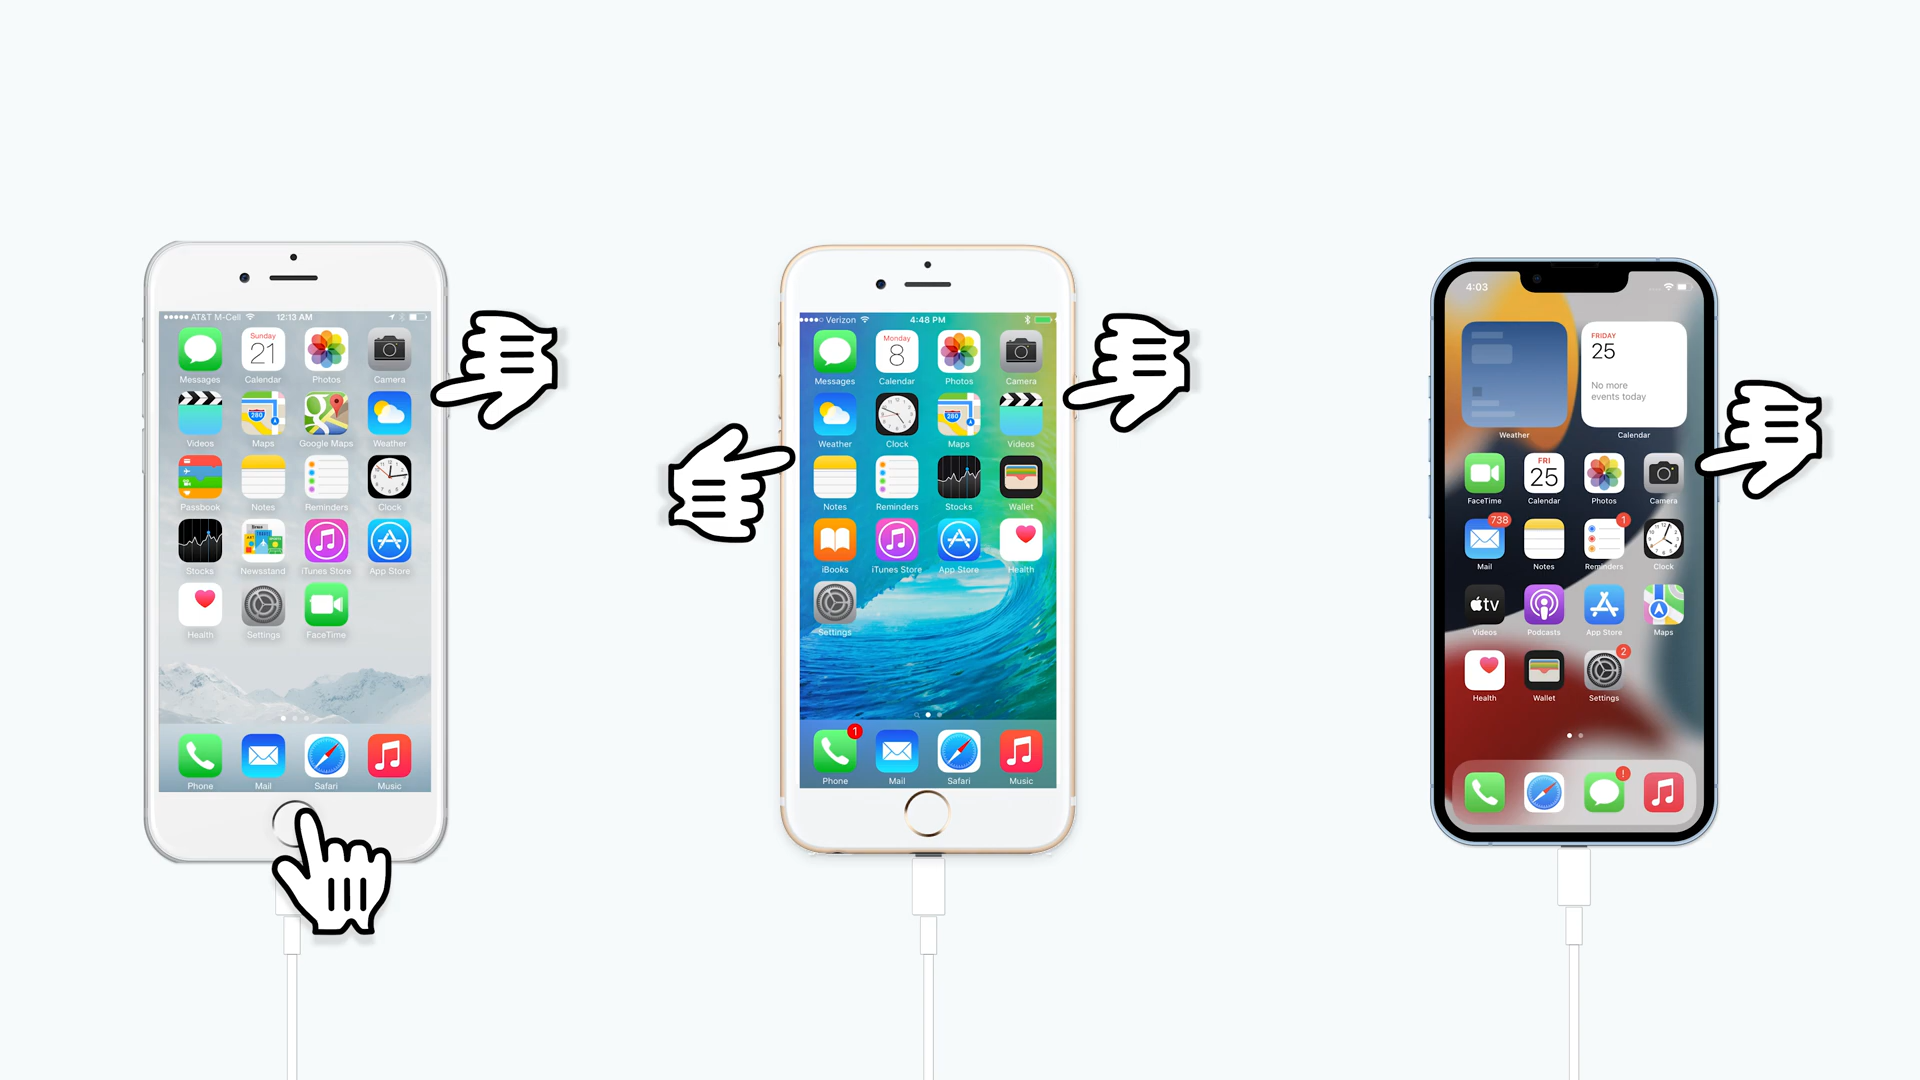 AT&T M-Cell 12:13 AM
Sunday
21
Messages Calendar Photos Camera
280
Videos Maps Google Maps Weather
Passbook Notes Reminders Clock
Stocks Newsstand iTunes Store App Store
Health Settings FaceTime
Phone Mail Safari Music
Verizon 4:48 PM
Monday
8
Messages Calendar Photos Camera
280
Weather Clock Maps Videos
Notes Reminders Stocks Wallet
iBooks iTunes Store App Store Health
Settings
1
Phone Mail Safari Music
4:03
FRIDAY
25
No more
events today
Weather Calendar
FRI
25
FaceTime Calendar Photos Camera
738 1
Mail Notes Reminders Clock
tv
Videos Podcasts App Store Maps
2
Health Wallet Settings
!